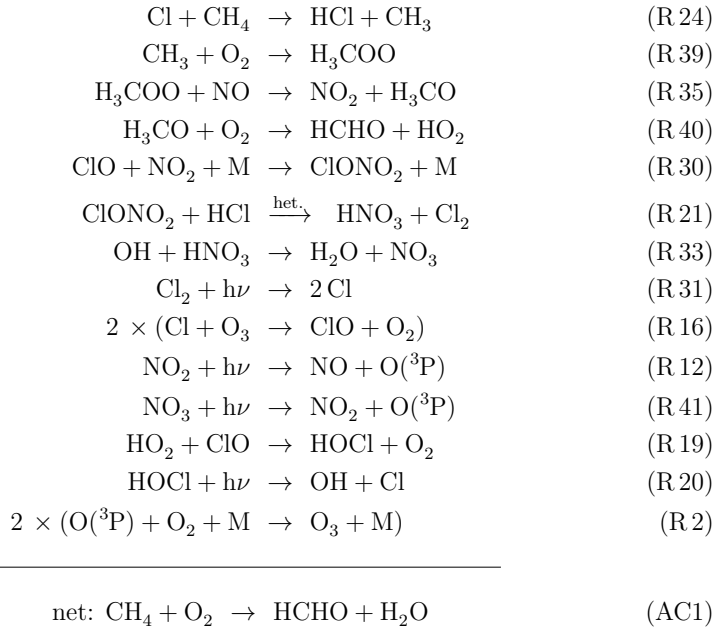 Cl + CH₄ → HCl + CH₃ (R 24)
CH₃ + O₂ → H₃COO (R 39)
H₃COO + NO → NO₂ + H₃CO (R 35)
H₃CO + O₂ → HCHO + HO₂ (R 40)
ClO + NO₂ + M → ClONO₂ + M (R 30)
ClONO₂ + HCl —het.→ HNO₃ + Cl₂ (R 21)
OH + HNO₃ → H₂O + NO₃ (R 33)
Cl₂ + hν → 2 Cl (R 31)
2 × (Cl + O₃ → ClO + O₂) (R 16)
NO₂ + hν → NO + O(³P) (R 12)
NO₃ + hν → NO₂ + O(³P) (R 41)
HO₂ + ClO → HOCl + O₂ (R 19)
HOCl + hν → OH + Cl (R 20)
2 × (O(³P) + O₂ + M → O₃ + M) (R 2)
net: CH₄ + O₂ → HCHO + H₂O (AC1)